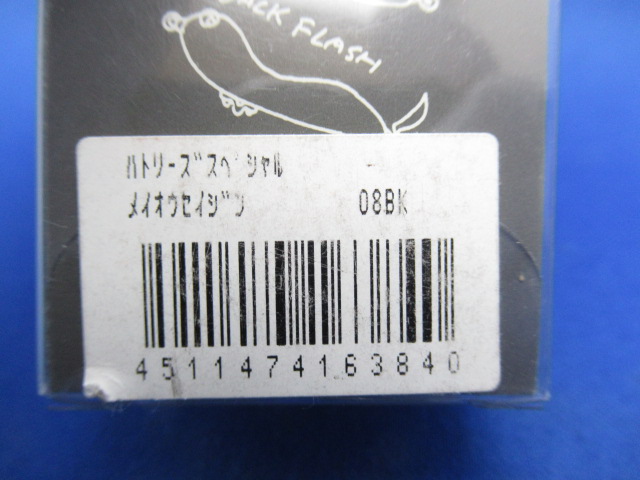 JACK FLASH
ﾊﾄﾘｰｽﾞｽﾍﾟｼｬﾙ -
ﾒｲｵｳｾｲｼﾞﾝ 08BK
4511474163840